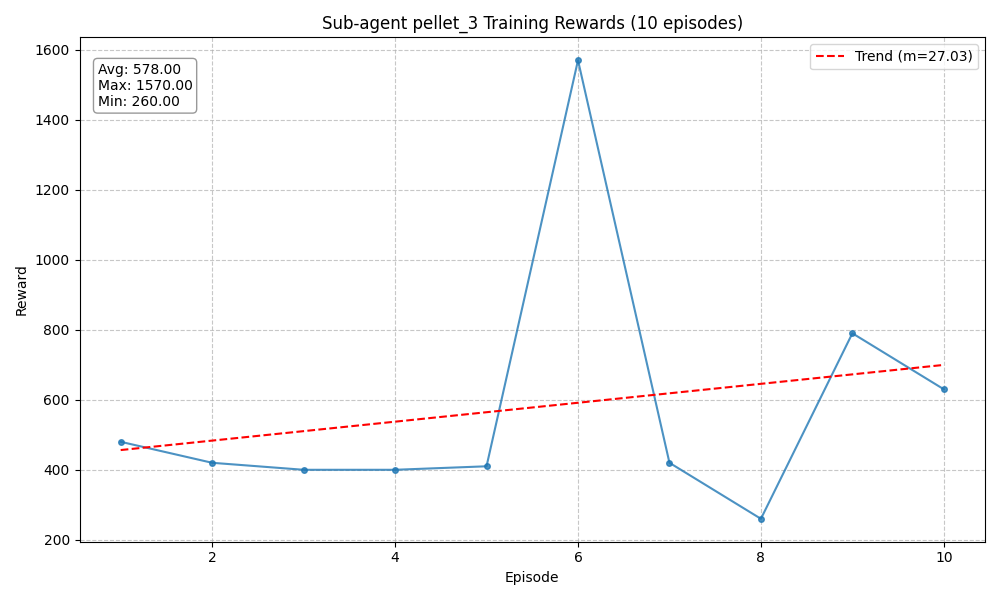 Sub-agent pellet_3 Training Rewards (10 episodes)
Avg: 578.00
Max: 1570.00
Min: 260.00
Trend (m=27.03)
1600
1400
1200
1000
800
600
400
200
Reward
2
4
6
8
10
Episode